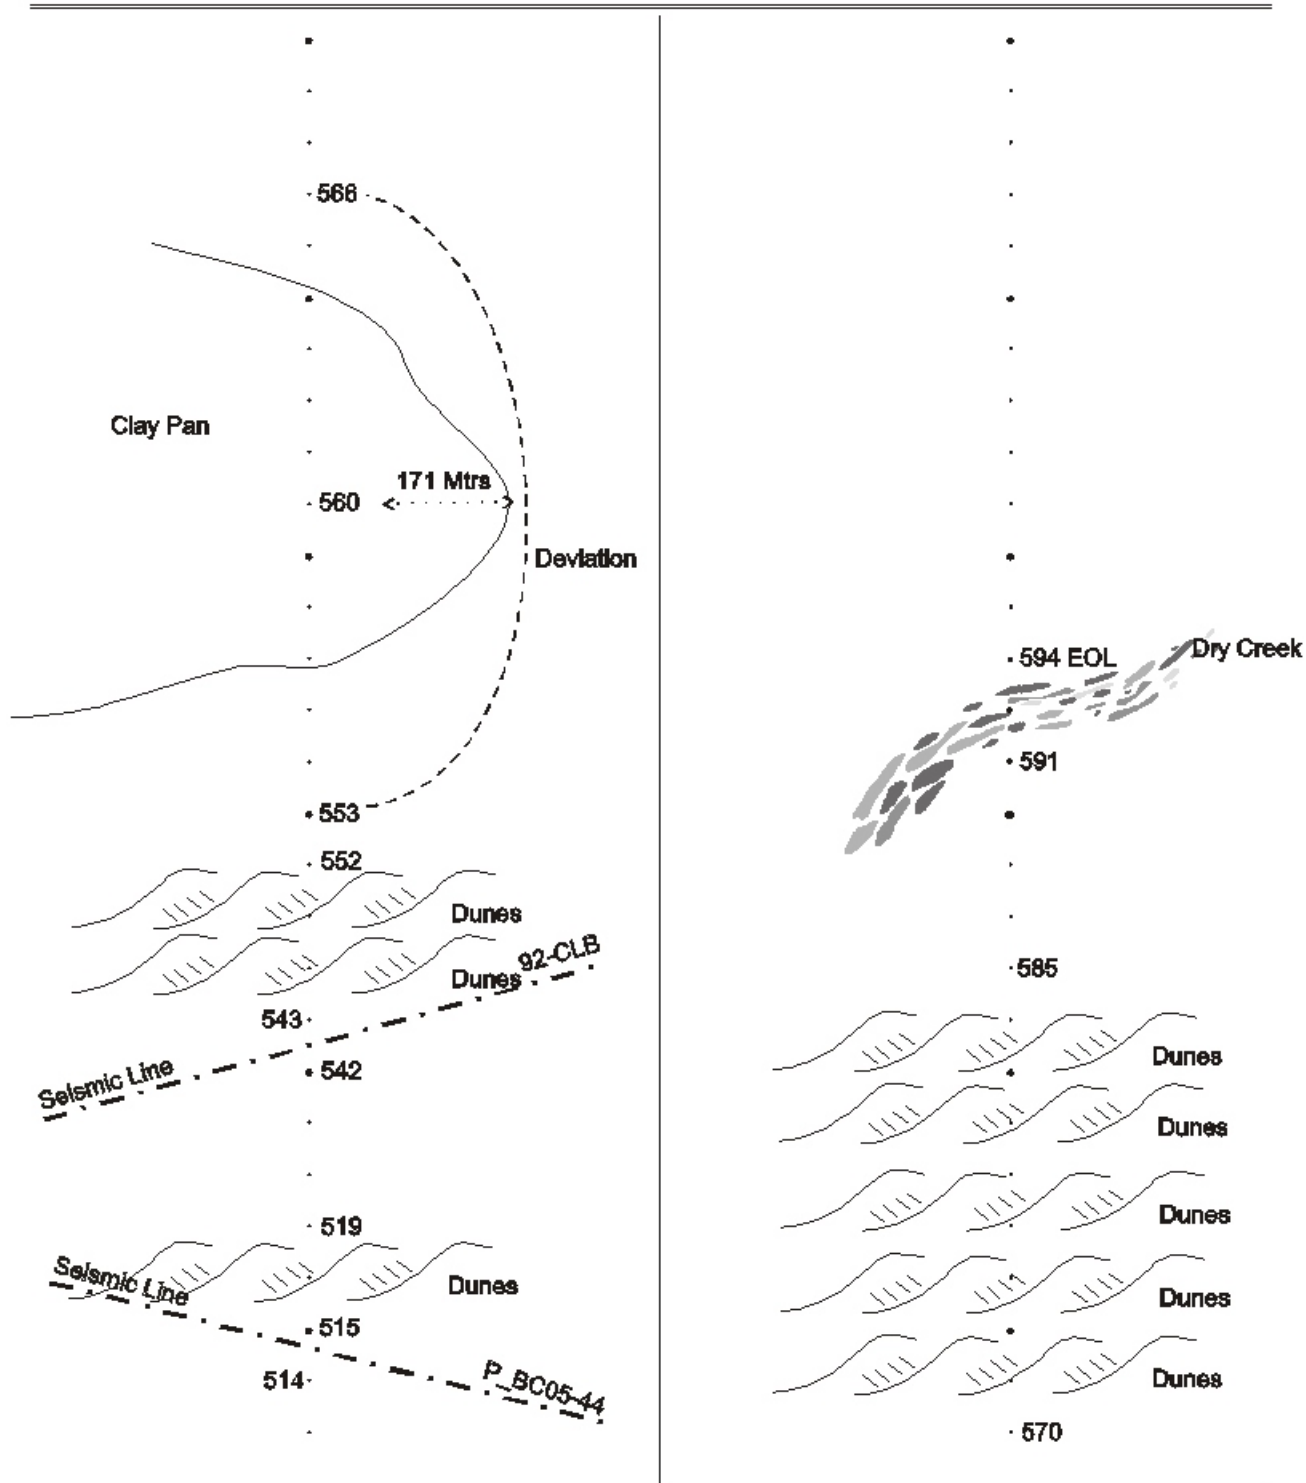 566
Clay Pan
171 Mtrs
560
Deviation
553
552
Dunes
92-CLB
Dunes
543
Seismic Line
542
519
Seismic Line
Dunes
515
P_BC05-44
514
594 EOL
Dry Creek
591
585
Dunes
Dunes
Dunes
Dunes
Dunes
570